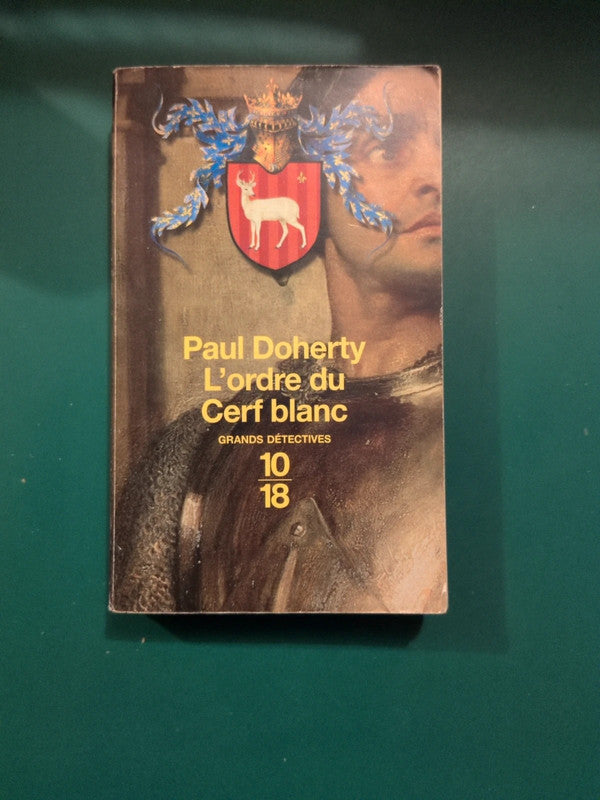 Paul Doherty
L'ordre du
Cerf blanc
GRANDS DÉTECTIVES
10
18